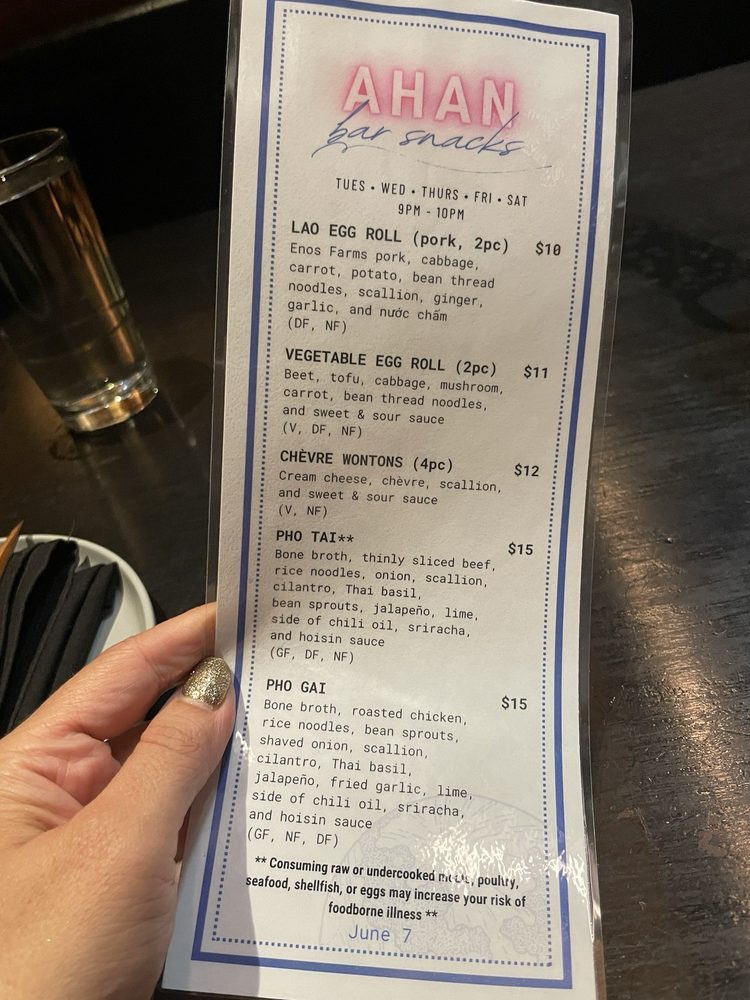 AHAN
bar snacks
TUES • WED • THURS • FRI • SAT
9PM - 10PM
LAO EGG ROLL (pork, 2pc) $10
Enos Farms pork, cabbage,
carrot, potato, bean thread
noodles, scallion, ginger,
garlic, and nước chấm
(DF, NF)
VEGETABLE EGG ROLL (2pc) $11
Beet, tofu, cabbage, mushroom,
carrot, bean thread noodles,
and sweet & sour sauce
(V, DF, NF)
CHÈVRE WONTONS (4pc) $12
Cream cheese, chèvre, scallion,
and sweet & sour sauce
(V, NF)
PHO TAI** $15
Bone broth, thinly sliced beef,
rice noodles, onion, scallion,
cilantro, Thai basil,
bean sprouts, jalapeño, lime,
side of chili oil, sriracha,
and hoisin sauce
(GF, DF, NF)
PHO GAI $15
Bone broth, roasted chicken,
rice noodles, bean sprouts,
shaved onion, scallion,
cilantro, Thai basil,
jalapeño, fried garlic, lime,
side of chili oil, sriracha,
and hoisin sauce
(GF, NF, DF)
** Consuming raw or undercooked meats, poultry,
seafood, shellfish, or eggs may increase your risk of
foodborne illness **
June 7